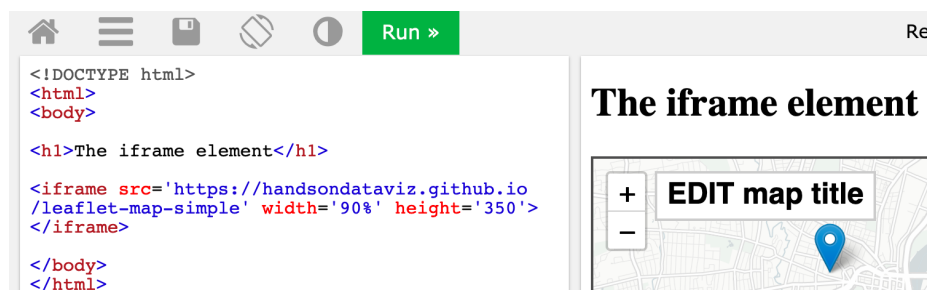 Run »
Re
<!DOCTYPE html>
<html>
<body>
<h1>The iframe element</h1>
<iframe src='https://handsondataviz.github.io
/leaflet-map-simple' width='90%' height='350'>
</iframe>
</body>
</html>
The iframe element
+
EDIT map title
−